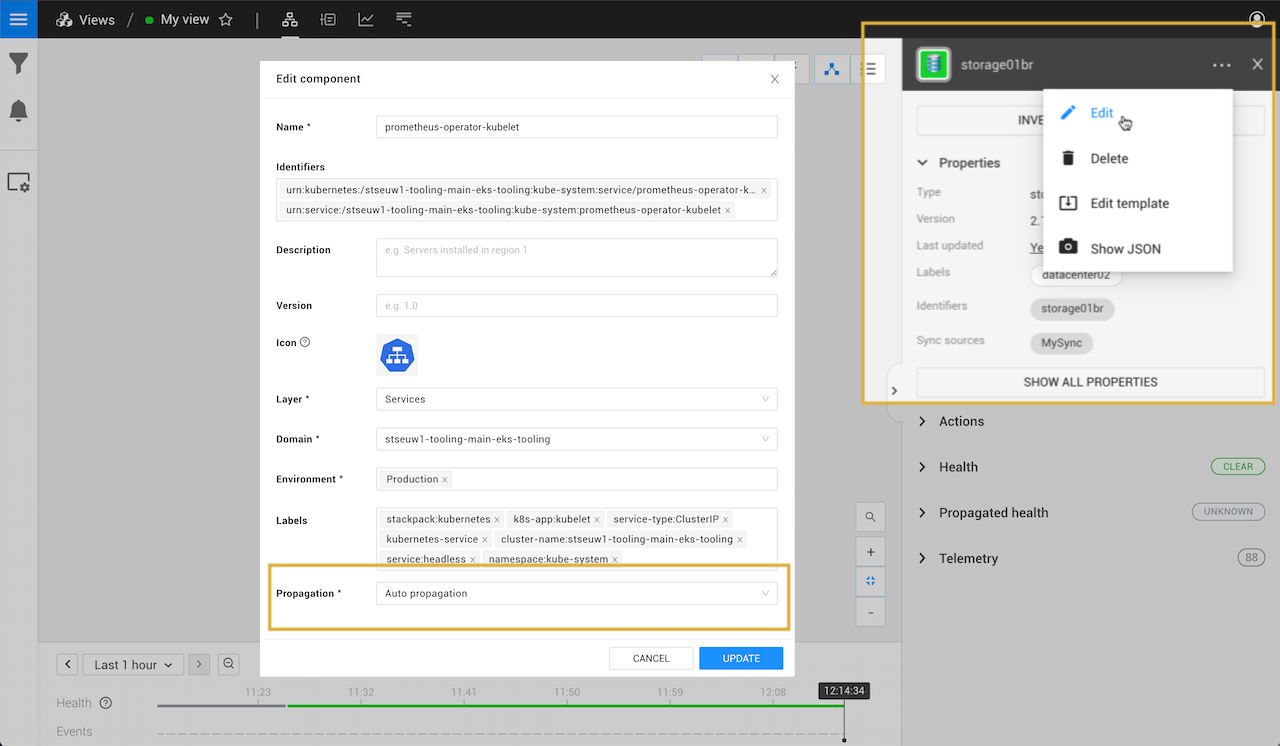 Views / My view
Edit component
Name *
prometheus-operator-kubelet
Identifiers
urn:kubernetes:/stseuw1-tooling-main-eks-tooling:kube-system:service/prometheus-operator-k... ×
urn:service:/stseuw1-tooling-main-eks-tooling:kube-system:prometheus-operator-kubelet ×
Description
e.g. Servers installed in region 1
Version
e.g. 1.0
Icon
Layer *
Services
Domain *
stseuw1-tooling-main-eks-tooling
Environment *
Production ×
Labels
stackpack:kubernetes × k8s-app:kubelet × service-type:ClusterIP ×
kubernetes-service × cluster-name:stseuw1-tooling-main-eks-tooling ×
service:headless × namespace:kube-system ×
Propagation *
Auto propagation
CANCEL
UPDATE
storage01br
INVE
Edit
Delete
Edit template
Show JSON
Properties
Type
sto
Version
2.
Last updated
Ye
Labels
datacenter02
Identifiers
storage01br
Sync sources
MySync
SHOW ALL PROPERTIES
Actions
Health
CLEAR
Propagated health
UNKNOWN
Telemetry
88
+
-
Last 1 hour
11:23 11:32 11:41 11:50 11:59 12:08 12:14:34
Health ?
Events